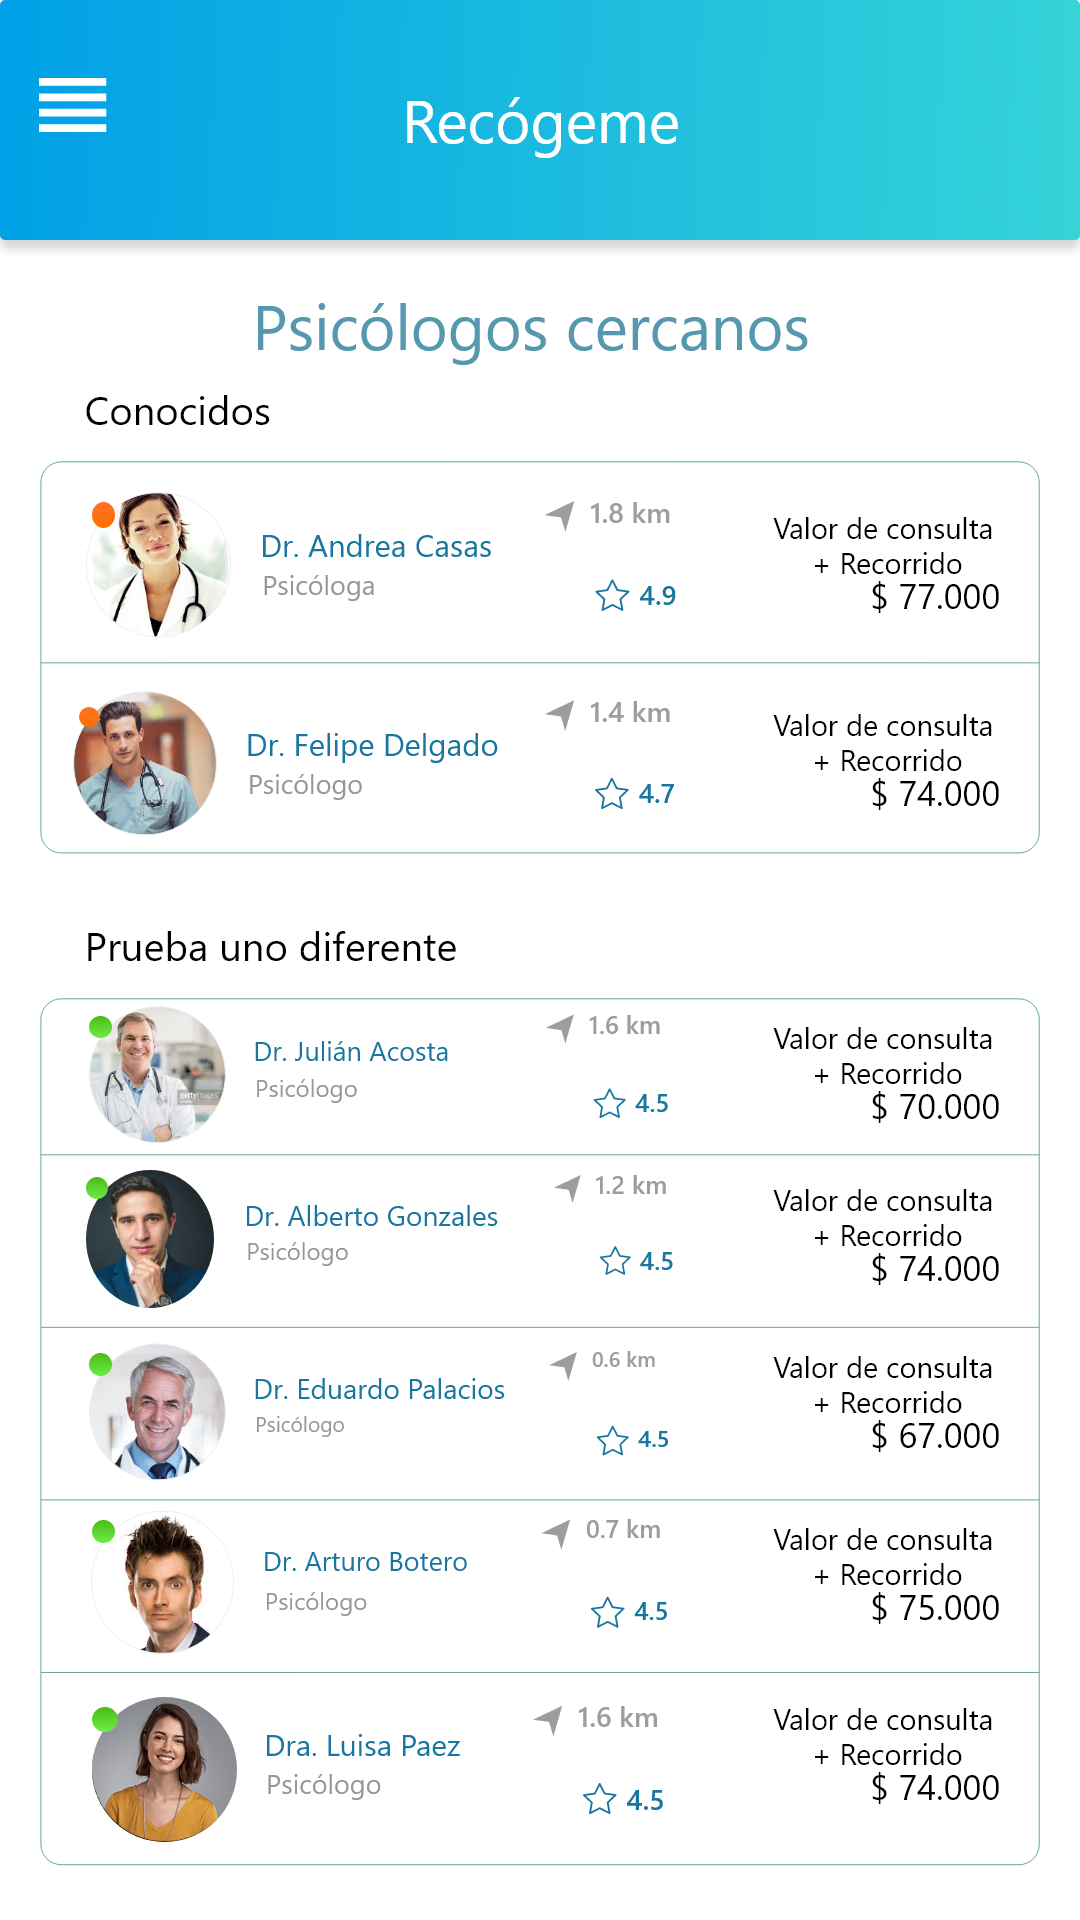 Recógeme
Psicólogos cercanos
Conocidos
Dr. Andrea Casas
Psicóloga
1.8 km
4.9
Valor de consulta
+ Recorrido
$ 77.000
Dr. Felipe Delgado
Psicólogo
1.4 km
4.7
Valor de consulta
+ Recorrido
$ 74.000
Prueba uno diferente
Dr. Julián Acosta
Psicólogo
gettyimages
1.6 km
4.5
Valor de consulta
+ Recorrido
$ 70.000
Dr. Alberto Gonzales
Psicólogo
1.2 km
4.5
Valor de consulta
+ Recorrido
$ 74.000
Dr. Eduardo Palacios
Psicólogo
0.6 km
4.5
Valor de consulta
+ Recorrido
$ 67.000
Dr. Arturo Botero
Psicólogo
0.7 km
4.5
Valor de consulta
+ Recorrido
$ 75.000
Dra. Luisa Paez
Psicólogo
1.6 km
4.5
Valor de consulta
+ Recorrido
$ 74.000